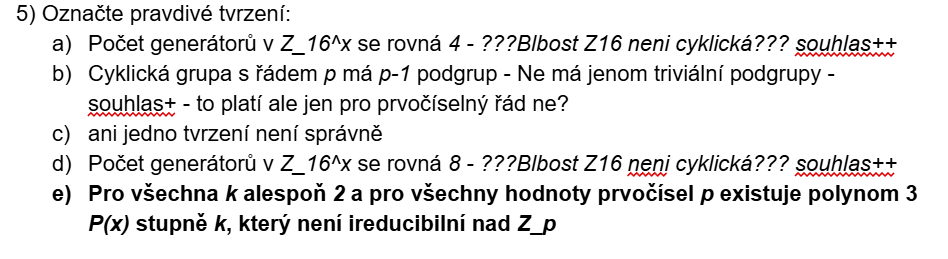 5) Označte pravdivé tvrzení:
a) Počet generátorů v Z_16^x se rovná 4 - ???Blbost Z16 neni cyklická??? souhlas++
b) Cyklická grupa s řádem p má p-1 podgrup - Ne má jenom triviální podgrupy -
souhlas+ - to platí ale jen pro prvočíselný řád ne?
c) ani jedno tvrzení není správně
d) Počet generátorů v Z_16^x se rovná 8 - ???Blbost Z16 neni cyklická??? souhlas++
e) Pro všechna k alespoň 2 a pro všechny hodnoty prvočísel p existuje polynom 3
P(x) stupně k, který není ireducibilní nad Z_p